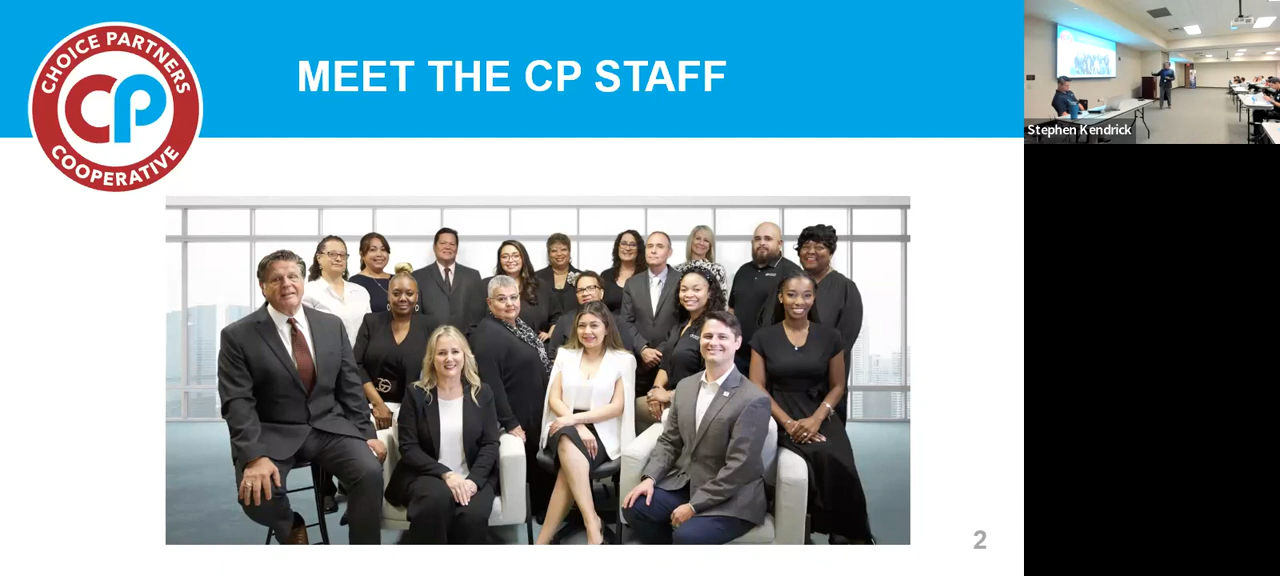 CHOICE PARTNERS
CP
COOPERATIVE
MEET THE CP STAFF
Stephen Kendrick
2